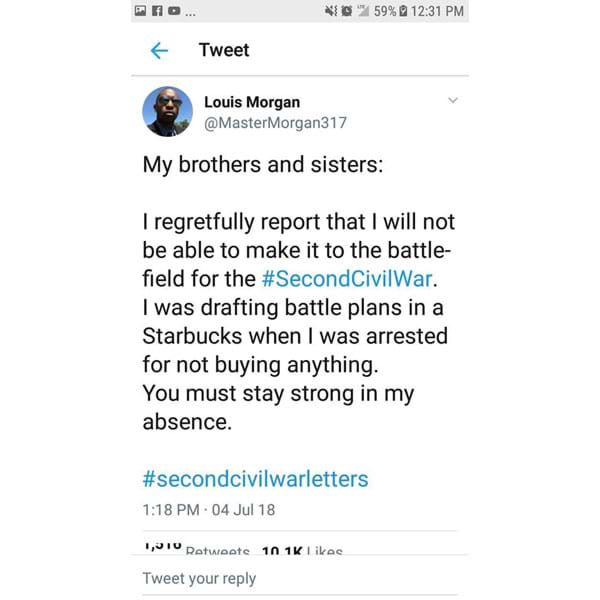 ... 59% 12:31 PM
Tweet
Louis Morgan
@MasterMorgan317
My brothers and sisters:
I regretfully report that I will not
be able to make it to the battle-
field for the #SecondCivilWar.
I was drafting battle plans in a
Starbucks when I was arrested
for not buying anything.
You must stay strong in my
absence.
#secondcivilwarletters
1:18 PM · 04 Jul 18
Retweets 10.1K Likes
Tweet your reply